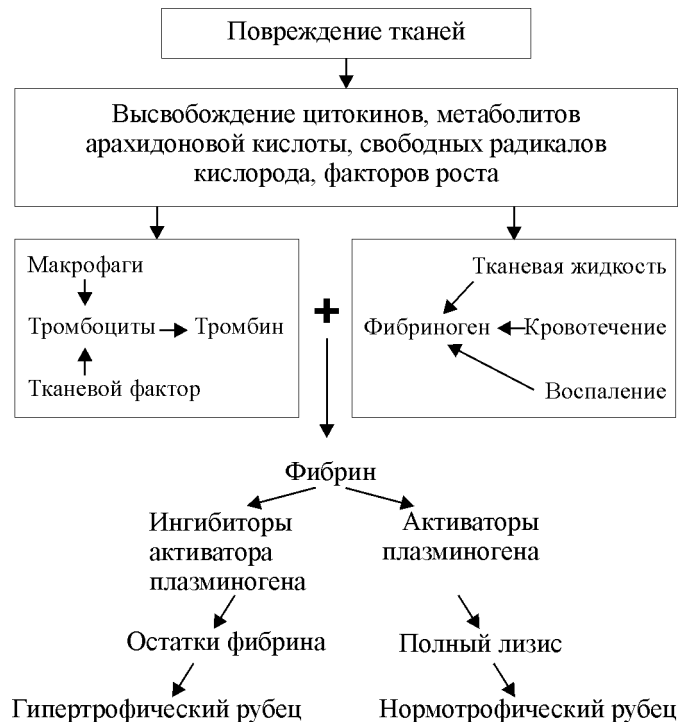 Повреждение тканей
Высвобождение цитокинов, метаболитов
арахидоновой кислоты, свободных радикалов
кислорода, факторов роста
Макрофаги
Тромбоциты
Тромбин
Тканевой фактор
+
Тканевая жидкость
Фибриноген
Кровотечение
Воспаление
Фибрин
Ингибиторы
активатора
плазминогена
Активаторы
плазминогена
Остатки фибрина
Полный лизис
Гипертрофический рубец
Нормотрофический рубец